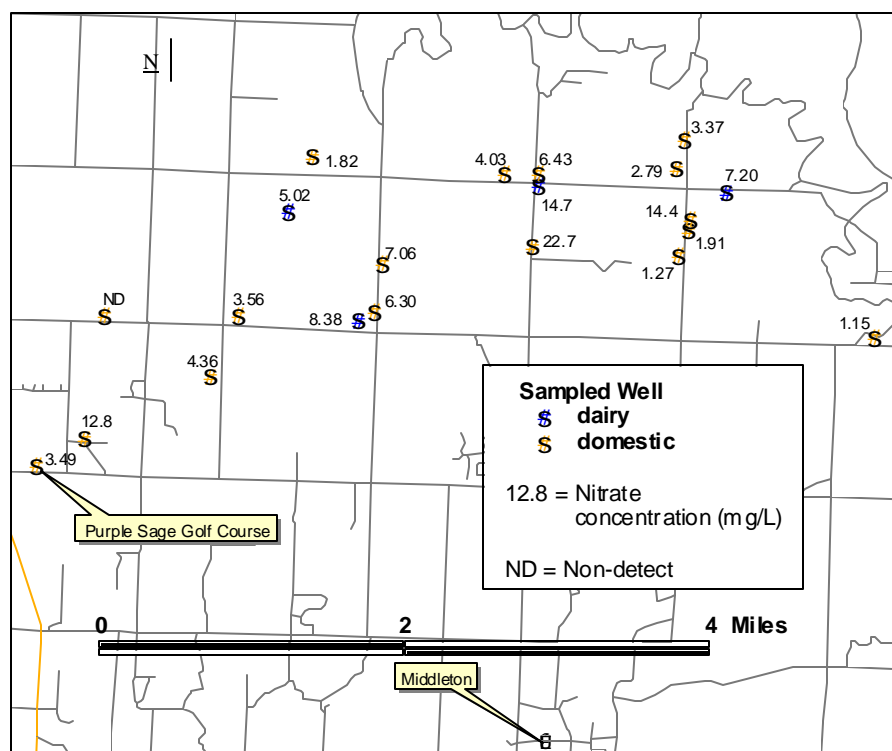 N
3.37
1.82
4.03
6.43
2.79
7.20
5.02
14.7
14.4
22.7
1.91
7.06
1.27
ND
3.56
6.30
8.38
1.15
4.36
12.8
3.49
Purple Sage Golf Course
Sampled Well
dairy
domestic
12.8 = Nitrate
concentration (mg/L)
ND = Non-detect
0 2 4 Miles
Middleton